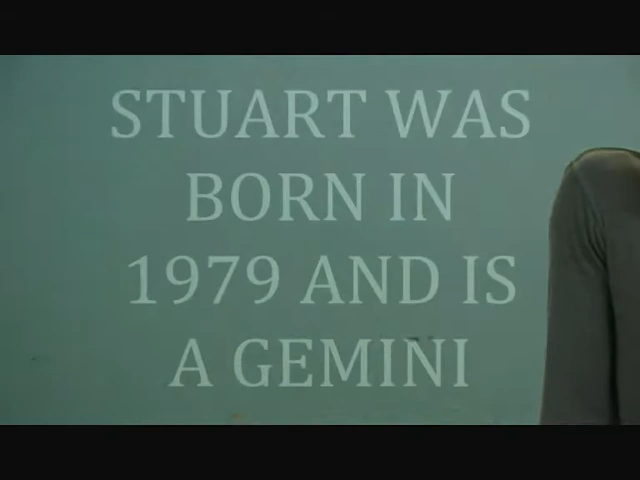 STUART WAS
BORN IN
1979 AND IS
A GEMINI